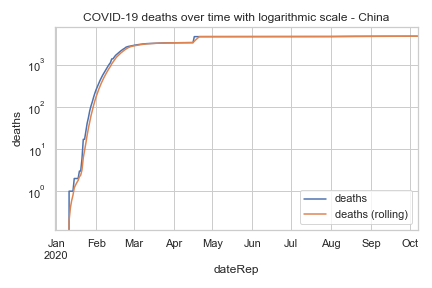 COVID-19 deaths over time with logarithmic scale - China
deaths
10³
10²
10¹
10⁰
deaths
deaths (rolling)
Jan Feb Mar Apr May Jun Jul Aug Sep Oct
2020
dateRep